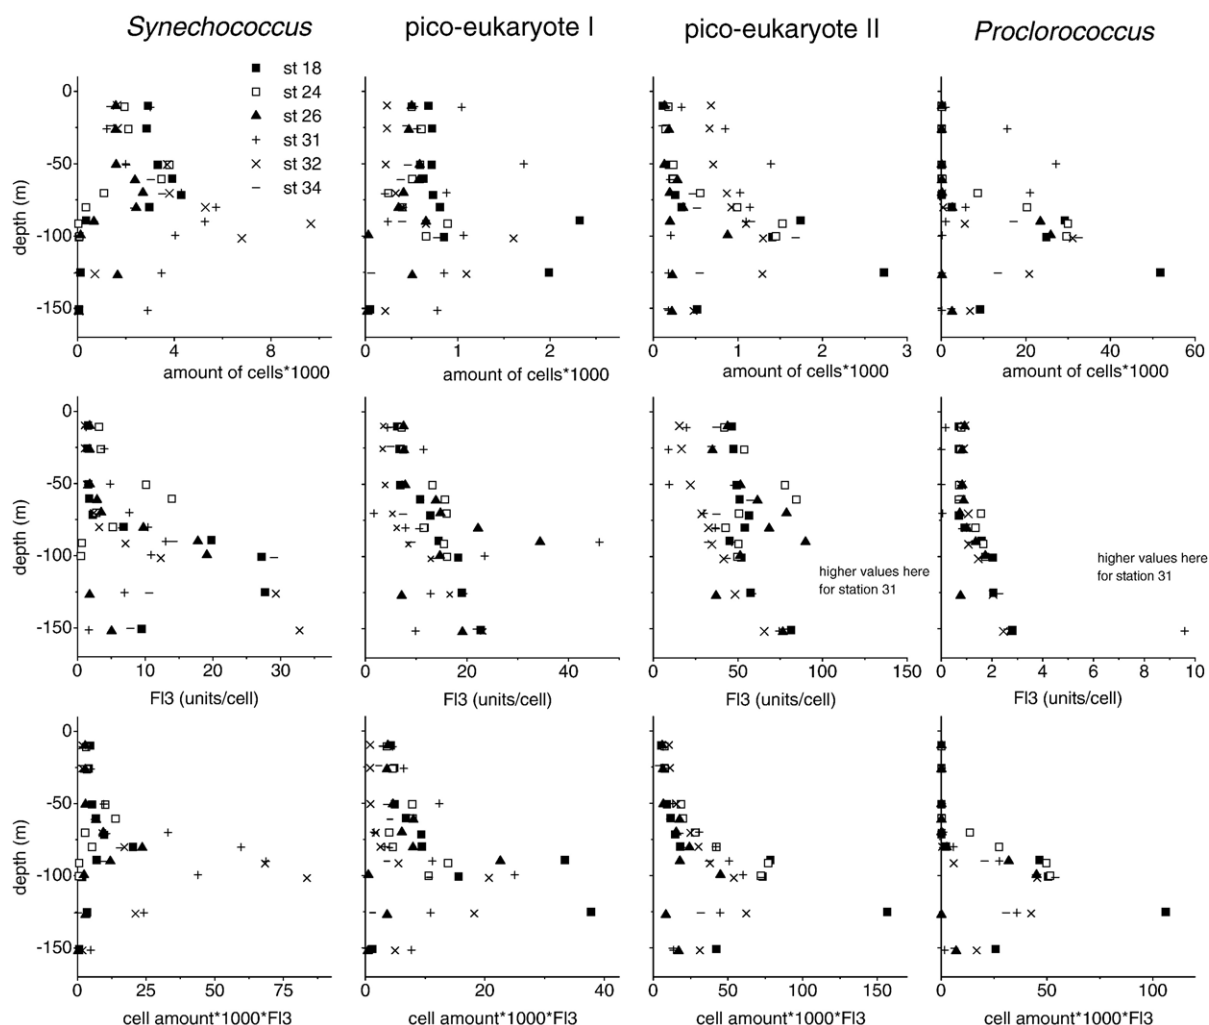 Synechococcus pico-eukaryote I pico-eukaryote II Proclorococcus
st 18
st 24
st 26
st 31
st 32
st 34
depth (m)
0
-50
-100
-150
0 4 8
0 1 2
0 1 2 3
0 20 40 60
amount of cells*1000 amount of cells*1000 amount of cells*1000 amount of cells*1000
depth (m)
0
-50
-100
-150
higher values here
for station 31
higher values here
for station 31
0 10 20 30
0 20 40
0 50 100 150
0 2 4 6 8 10
Fl3 (units/cell) Fl3 (units/cell) Fl3 (units/cell) Fl3 (units/cell)
depth (m)
0
-50
-100
-150
0 25 50 75
0 20 40
0 50 100 150
0 50 100
cell amount*1000*Fl3 cell amount*1000*Fl3 cell amount*1000*Fl3 cell amount*1000*Fl3